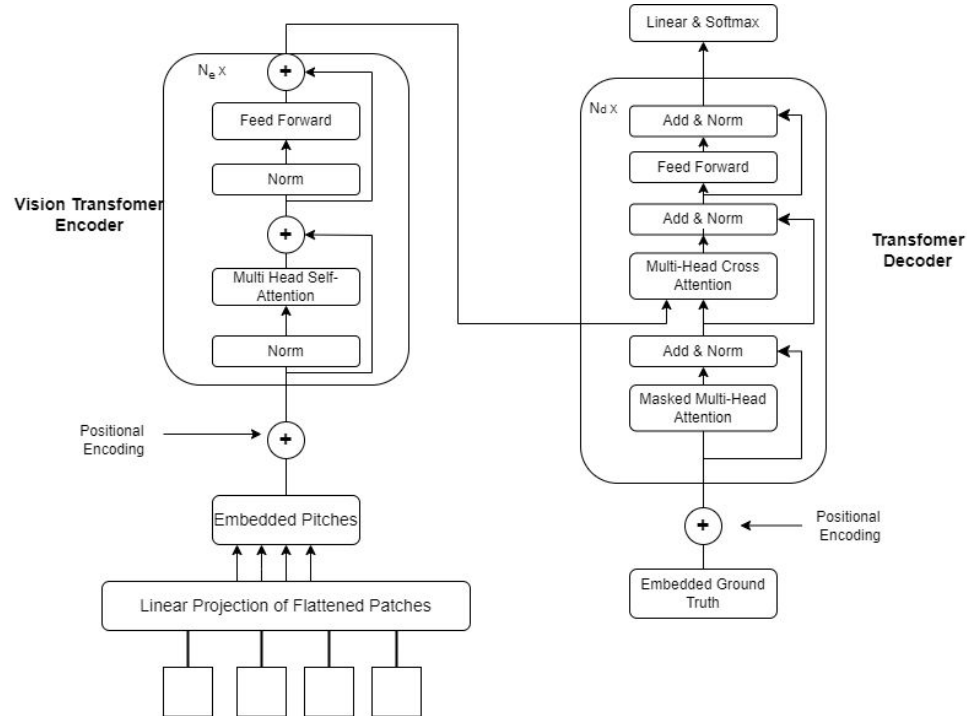 Linear & Softmax
N e X
Feed Forward
Norm
Multi Head Self-
Attention
Norm
Vision Transfomer
Encoder
Positional
Encoding
Embedded Pitches
Linear Projection of Flattened Patches
N d X
Add & Norm
Feed Forward
Add & Norm
Multi-Head Cross
Attention
Add & Norm
Masked Multi-Head
Attention
Transfomer
Decoder
Positional
Encoding
Embedded Ground
Truth